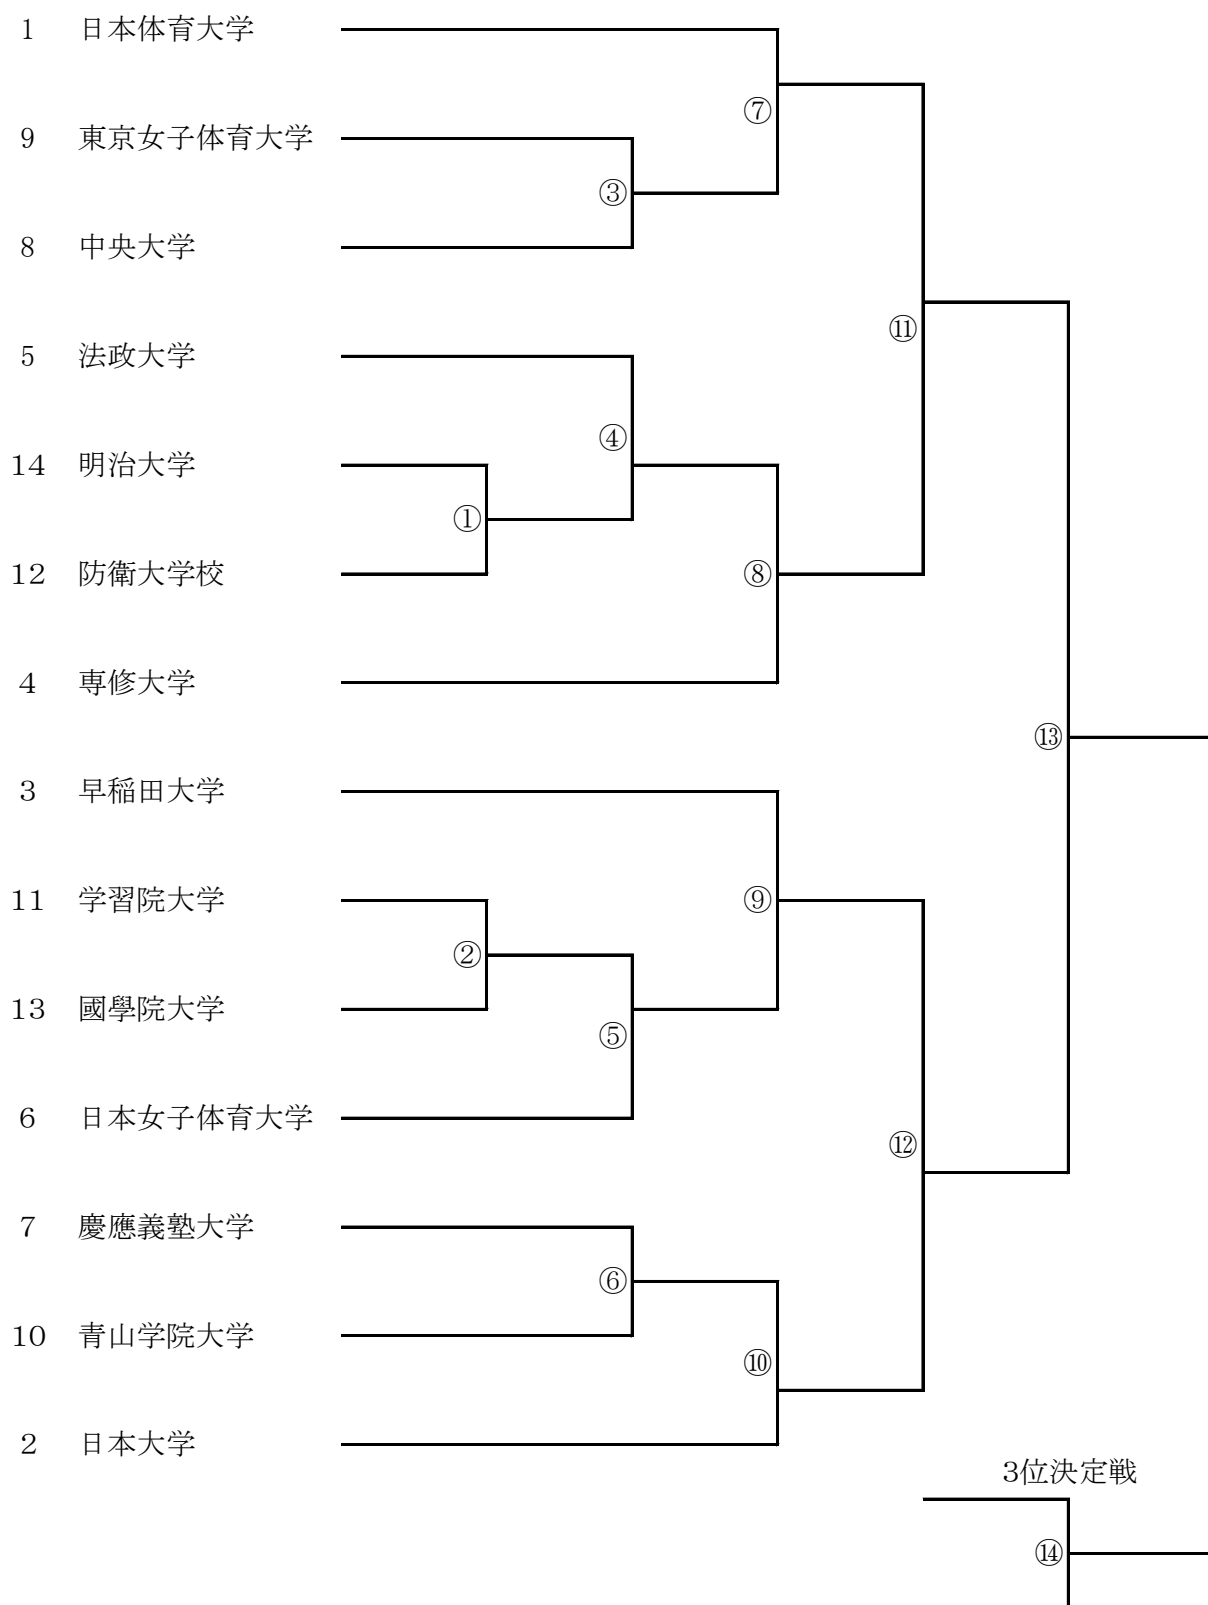 1 日本体育大学
⑦
9 東京女子体育大学
③
8 中央大学
⑪
5 法政大学
④
14 明治大学
①
12 防衛大学校
⑧
4 専修大学
⑬
3 早稲田大学
11 学習院大学
⑨
②
13 國學院大学
⑤
6 日本女子体育大学
⑫
7 慶應義塾大学
⑥
10 青山学院大学
⑩
2 日本大学
3位決定戦
⑭